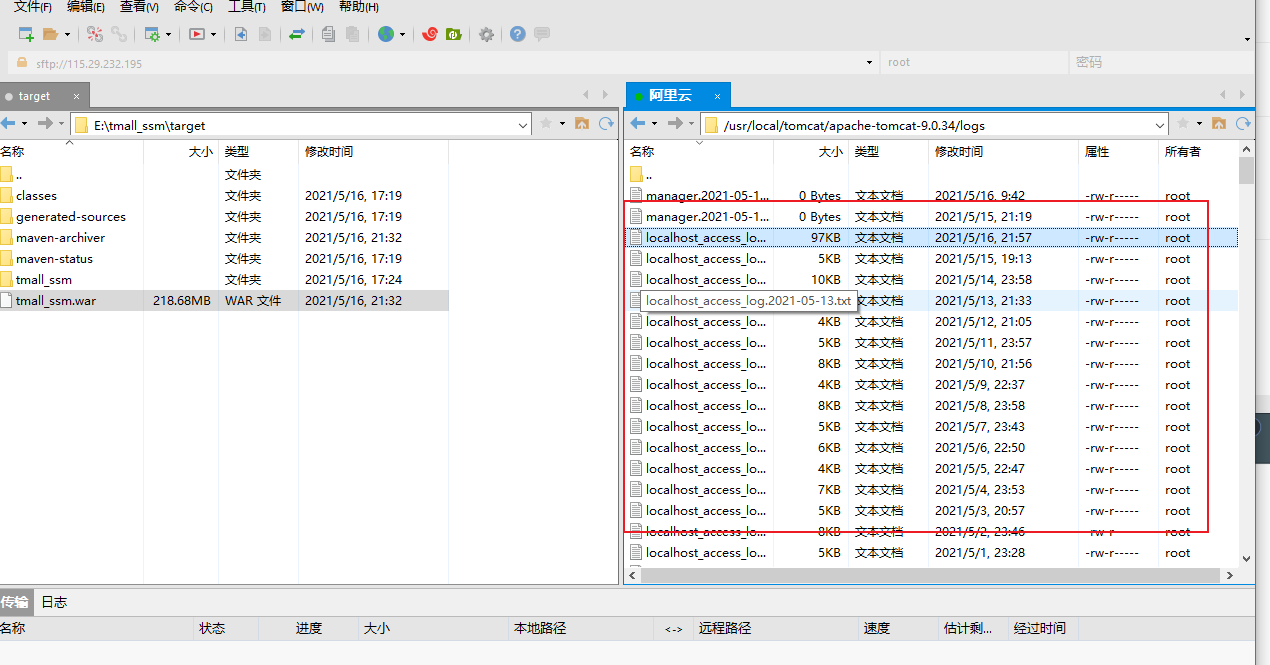 文件(F) 编辑(E) 查看(V) 命令(C) 工具(T) 窗口(W) 帮助(H)
sftp://115.29.232.195 root 密码
target × 阿里云 ×
E:\tmall_ssm\target /usr/local/tomcat/apache-tomcat-9.0.34/logs
名称 大小 类型 修改时间 名称 大小 类型 修改时间 属性 所有者
.. 文件夹 ..
classes 文件夹 2021/5/16, 17:19 manager.2021-05-1... 0 Bytes 文本文档 2021/5/16, 9:42 -rw-r----- root
generated-sources 文件夹 2021/5/16, 17:19 manager.2021-05-1... 0 Bytes 文本文档 2021/5/15, 21:19 -rw-r----- root
maven-archiver 文件夹 2021/5/16, 21:32 localhost_access_lo... 97KB 文本文档 2021/5/16, 21:57 -rw-r----- root
maven-status 文件夹 2021/5/16, 17:19 localhost_access_lo... 5KB 文本文档 2021/5/15, 19:13 -rw-r----- root
tmall_ssm 文件夹 2021/5/16, 17:24 localhost_access_lo... 10KB 文本文档 2021/5/14, 23:58 -rw-r----- root
tmall_ssm.war 218.68MB WAR 文件 2021/5/16, 21:32 localhost_access_log.2021-05-13.txt 文本文档 2021/5/13, 21:33 -rw-r----- root
localhost_access_lo... 4KB 文本文档 2021/5/12, 21:05 -rw-r----- root
localhost_access_lo... 5KB 文本文档 2021/5/11, 23:57 -rw-r----- root
localhost_access_lo... 8KB 文本文档 2021/5/10, 21:56 -rw-r----- root
localhost_access_lo... 4KB 文本文档 2021/5/9, 22:37 -rw-r----- root
localhost_access_lo... 8KB 文本文档 2021/5/8, 23:58 -rw-r----- root
localhost_access_lo... 5KB 文本文档 2021/5/7, 23:43 -rw-r----- root
localhost_access_lo... 6KB 文本文档 2021/5/6, 22:50 -rw-r----- root
localhost_access_lo... 4KB 文本文档 2021/5/5, 22:47 -rw-r----- root
localhost_access_lo... 7KB 文本文档 2021/5/4, 23:53 -rw-r----- root
localhost_access_lo... 5KB 文本文档 2021/5/3, 20:57 -rw-r----- root
localhost_access_lo... 8KB 文本文档 2021/5/2, 23:46 -rw-r----- root
localhost_access_lo... 5KB 文本文档 2021/5/1, 23:28 -rw-r----- root
传输 日志
名称 状态 进度 大小 本地路径 <-> 远程路径 速度 估计剩... 经过时间